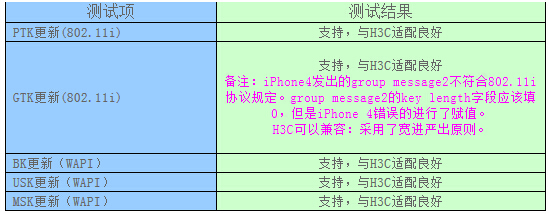 测试项 测试结果
PTK更新(802.11i) 支持，与H3C适配良好
GTK更新(802.11i) 支持，与H3C适配良好
备注：iPhone4发出的group message2不符合802.11i
协议规定。group message2的key length字段应该填
0，但是iPhone 4错误的进行了赋值。
H3C可以兼容：采用了宽进严出原则。
BK更新（WAPI） 支持，与H3C适配良好
USK更新（WAPI） 支持，与H3C适配良好
MSK更新（WAPI） 支持，与H3C适配良好